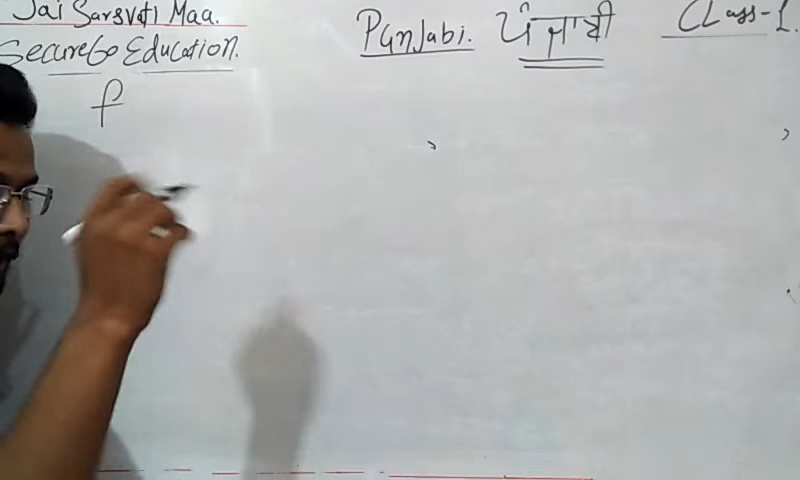 Jai Sarsvati Maa.
Punjabi. ਪੰਜਾਬੀ Class-1.
SecureGo Education.